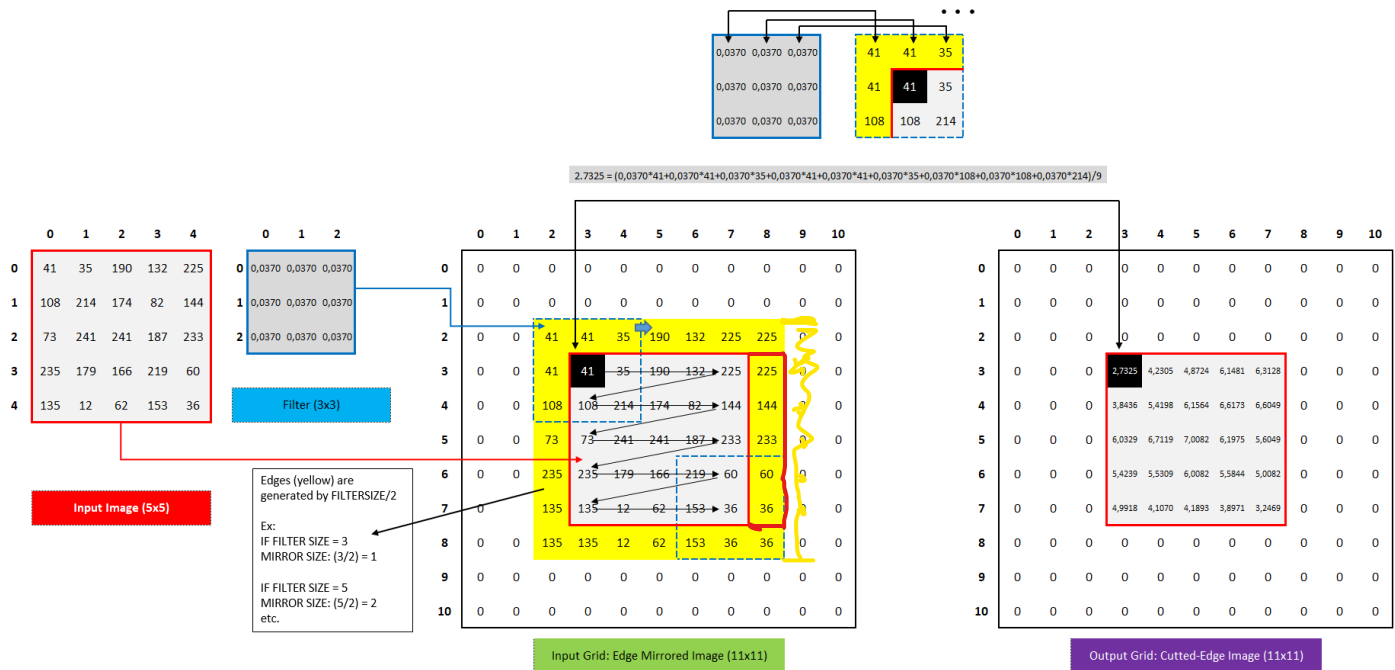 ...
0,0370 0,0370 0,0370
0,0370 0,0370 0,0370
0,0370 0,0370 0,0370
41 41 35
41 41 35
108 108 214
2.7325 = (0,0370*41+0,0370*41+0,0370*35+0,0370*41+0,0370*41+0,0370*35+0,0370*108+0,0370*108+0,0370*214)/9
0 1 2 3 4
0 41 35 190 132 225
1 108 214 174 82 144
2 73 241 241 187 233
3 235 179 166 219 60
4 135 12 62 153 36
Input Image (5x5)
0 1 2
0 0,0370 0,0370 0,0370
1 0,0370 0,0370 0,0370
2 0,0370 0,0370 0,0370
Filter (3x3)
Edges (yellow) are
generated by FILTERSIZE/2
Ex:
IF FILTER SIZE = 3
MIRROR SIZE: (3/2) = 1
IF FILTER SIZE = 5
MIRROR SIZE: (5/2) = 2
etc.
0 1 2 3 4 5 6 7 8 9 10
0 0 0 0 0 0 0 0 0 0 0 0
1 0 0 0 0 0 0 0 0 0 0 0
2 0 0 41 41 35 190 132 225 225 0 0
3 0 0 41 41 35 190 132 225 225 0 0
4 0 0 108 108 214 174 82 144 144 0 0
5 0 0 73 73 241 241 187 233 233 0 0
6 0 0 235 235 179 166 219 60 60 0 0
7 0 0 135 135 12 62 153 36 36 0 0
8 0 0 135 135 12 62 153 36 36 0 0
9 0 0 0 0 0 0 0 0 0 0 0
10 0 0 0 0 0 0 0 0 0 0 0
Input Grid: Edge Mirrored Image (11x11)
0 1 2 3 4 5 6 7 8 9 10
0 0 0 0 0 0 0 0 0 0 0 0
1 0 0 0 0 0 0 0 0 0 0 0
2 0 0 0 0 0 0 0 0 0 0 0
3 0 0 0 2,7325 4,2305 4,8724 6,1481 6,3128 0 0 0
4 0 0 0 3,8436 5,4198 6,1564 6,6173 6,6049 0 0 0
5 0 0 0 6,0329 6,7119 7,0082 6,1975 5,6049 0 0 0
6 0 0 0 5,4239 5,5309 6,0082 5,5844 5,0082 0 0 0
7 0 0 0 4,9918 4,1070 4,1893 3,8971 3,2469 0 0 0
8 0 0 0 0 0 0 0 0 0 0 0
9 0 0 0 0 0 0 0 0 0 0 0
10 0 0 0 0 0 0 0 0 0 0 0
Output Grid: Cutted-Edge Image (11x11)